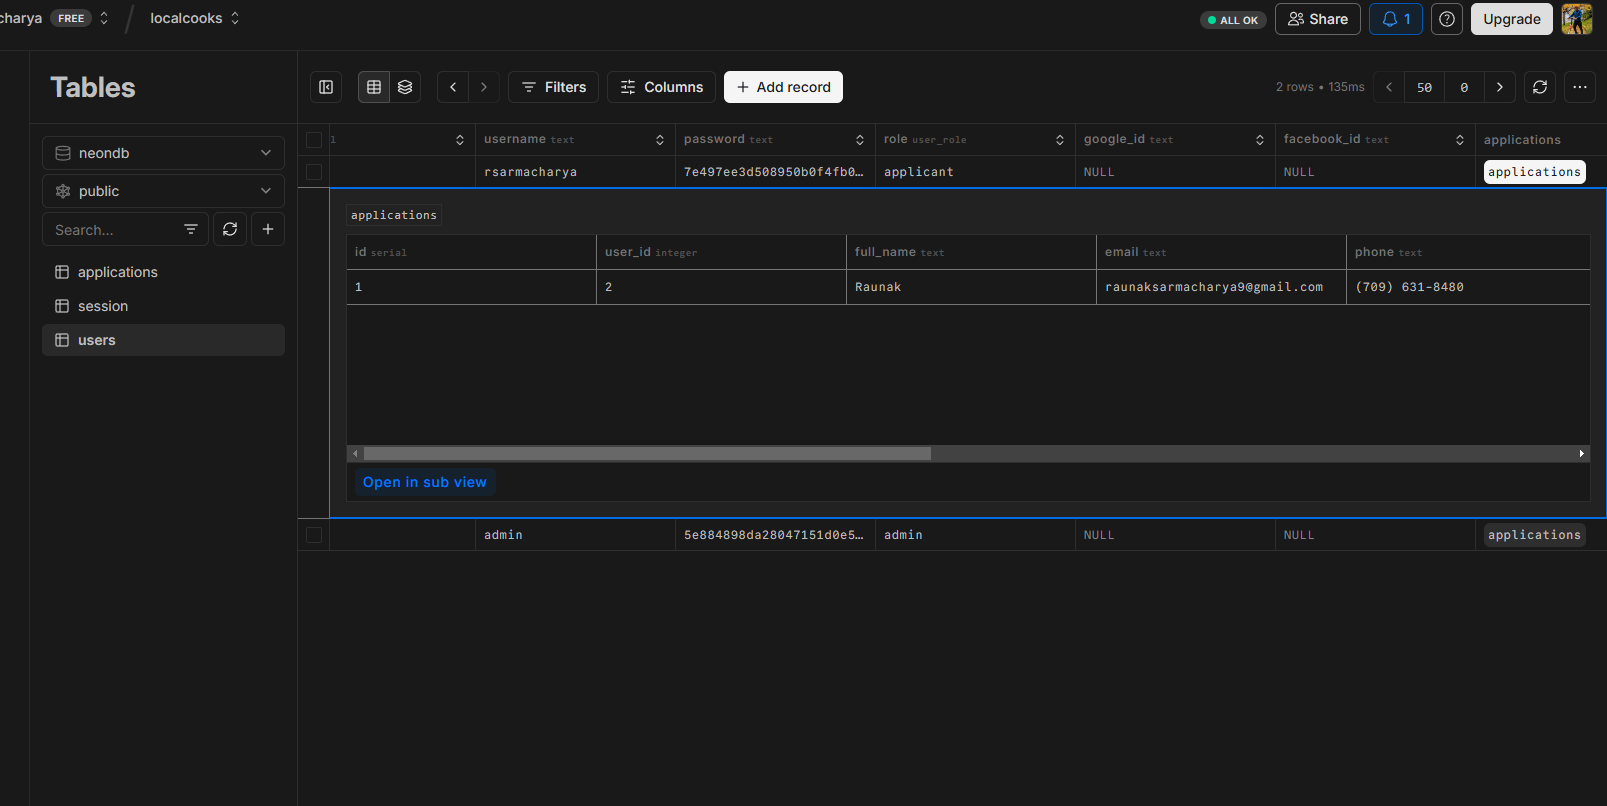 charya FREE localcooks
ALL OK Share 1 Upgrade
Tables
Filters Columns Add record 2 rows • 135ms 50 0
neondb
public
Search...
applications
session
users
username text password text role user_role google_id text facebook_id text applications
rsarmacharya 7e497ee3d508950b0f4fb0… applicant NULL NULL applications
applications
id serial user_id integer full_name text email text phone text
1 2 Raunak raunaksarmacharya9@gmail.com (709) 631-8480
Open in sub view
admin 5e884898da28047151d0e5… admin NULL NULL applications